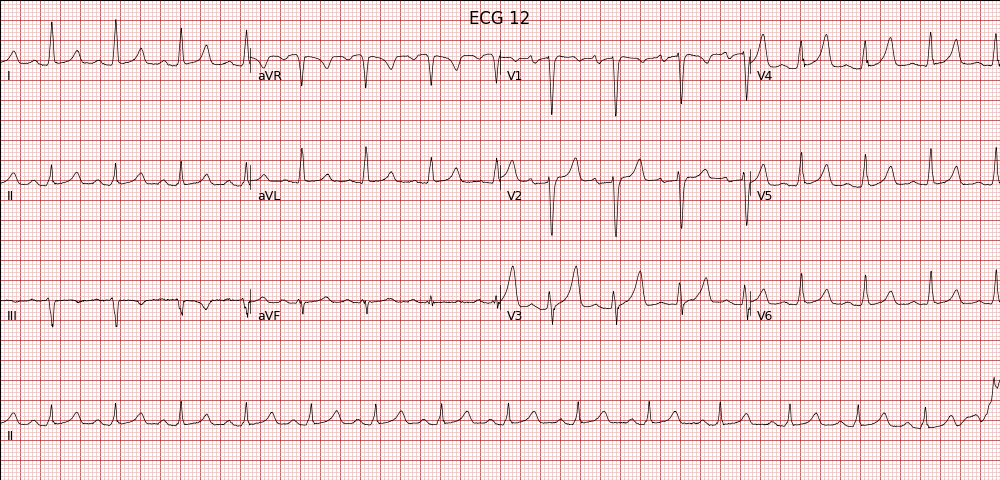 ECG 12
I aVR V1 V4
II aVL V2 V5
III aVF V3 V6
II